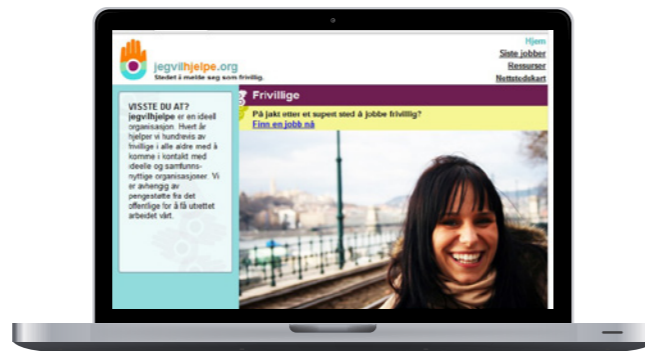 Hjem
Siste jobber
Ressurser
Nettstedskart
jegvilhjelpe.org
Stedet å melde seg som frivillig.
Frivillige
På jakt etter et supert sted å jobbe frivillig?
Finn en jobb nå
VISSTE DU AT?
jegvilhjelpe er en ideell
organisasjon. Hvert år
hjelper vi hundrevis av
frivillige i alle aldre med å
komme i kontakt med
ideelle og samfunns-
nyttige organisasjoner. Vi
er avhengig av
pengestøtte fra det
offentlige for å få utrettet
arbeidet vårt.